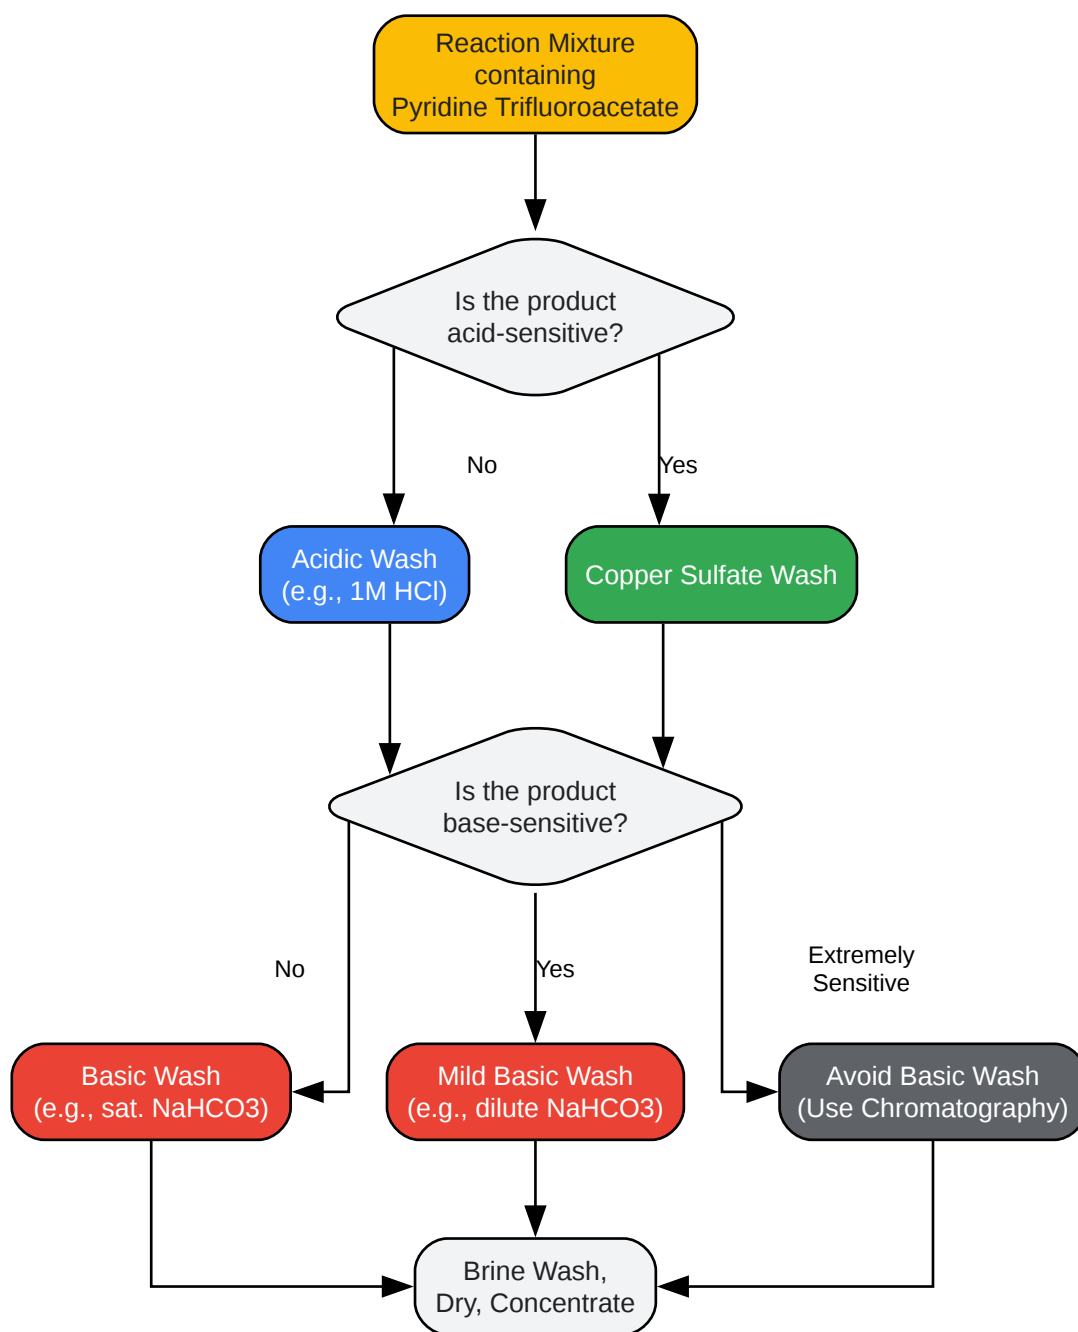 Reaction Mixture
containing
Pyridine Trifluoroacetate
Is the product
acid-sensitive?
No
Yes
Acidic Wash
(e.g., 1M HCl)
Copper Sulfate Wash
Is the product
base-sensitive?
No
Yes
Extremely
Sensitive
Basic Wash
(e.g., sat. NaHCO3)
Mild Basic Wash
(e.g., dilute NaHCO3)
Avoid Basic Wash
(Use Chromatography)
Brine Wash,
Dry, Concentrate